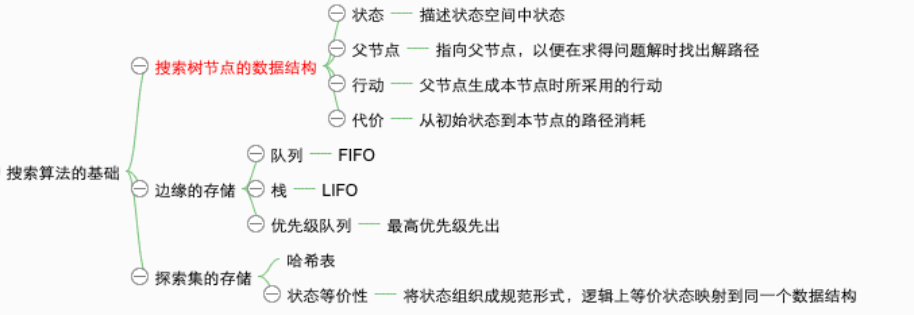 搜索算法的基础
搜索树节点的数据结构
状态 描述状态空间中状态
父节点 指向父节点，以便在求得问题解时找出解路径
行动 父节点生成本节点时所采用的行动
代价 从初始状态到本节点的路径消耗
边缘的存储
队列 FIFO
栈 LIFO
优先级队列 最高优先级先出
探索集的存储
哈希表
状态等价性 将状态组织成规范形式，逻辑上等价状态映射到同一个数据结构